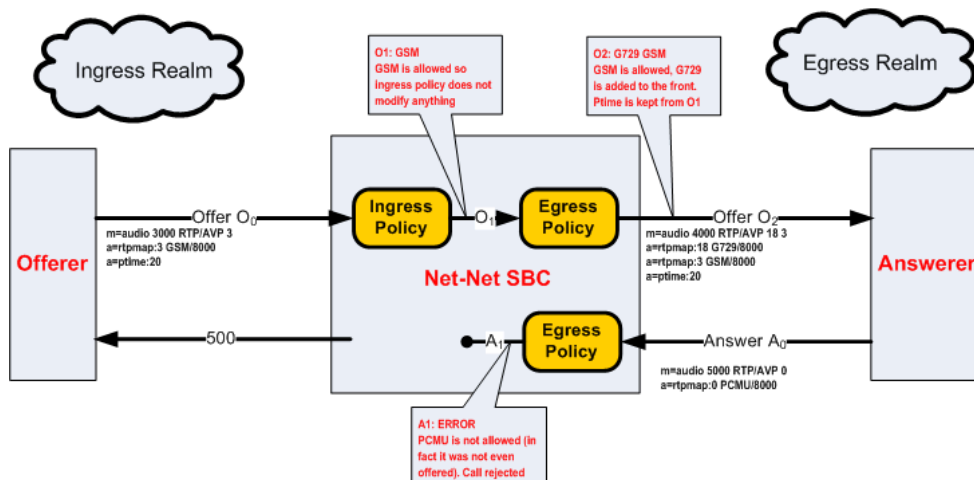 Ingress Realm
Egress Realm
O1: GSM
GSM is allowed so
ingress policy does not
modify anything
O2: G729 GSM
GSM is allowed, G729
is added to the front.
Ptime is kept from O1
Offerer
Offer O0
m=audio 3000 RTP/AVP 3
a=rtpmap:3 GSM/8000
a=ptime:20
Ingress
Policy
O1
Egress
Policy
Offer O2
m=audio 4000 RTP/AVP 18 3
a=rtpmap:18 G729/8000
a=rtpmap:3 GSM/8000
a=ptime:20
Answerer
Net-Net SBC
500
A1
Egress
Policy
Answer A0
m=audio 5000 RTP/AVP 0
a=rtpmap:0 PCMU/8000
A1: ERROR
PCMU is not allowed (in
fact it was not even
offered). Call rejected